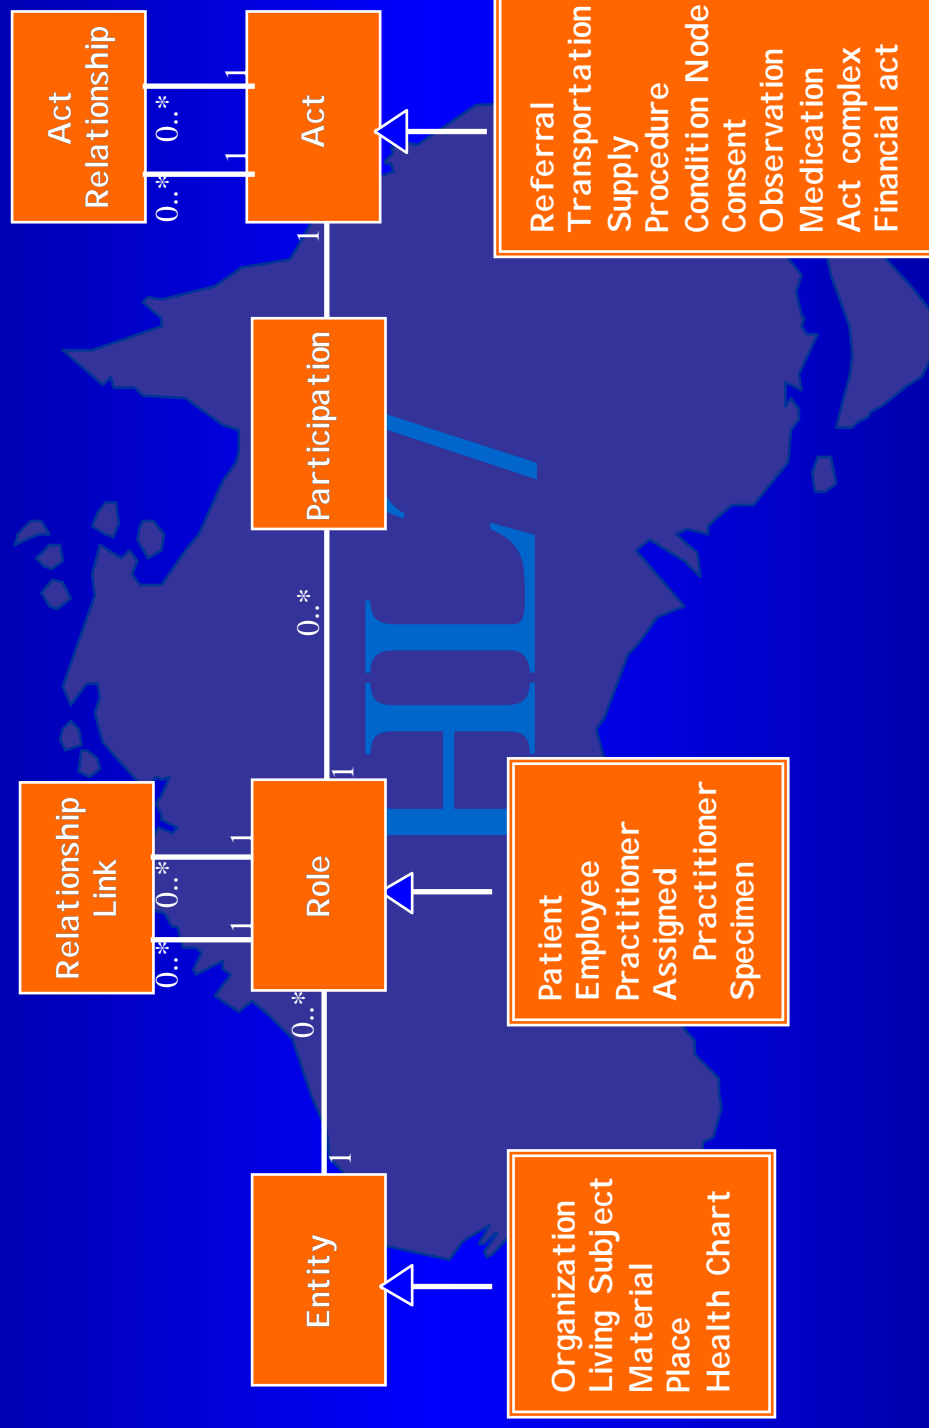 Relationship
Link
Act
Relationship
0..*
0..*
0..*
0..*
1
1
1
1
Entity
1
0..*
Role
1
0..*
Participation
1
Act
HL7
Organization
Living Subject
Material
Place
Health Chart
Patient
Employee
Practitioner
Assigned
Practitioner
Specimen
Referral
Transportation
Supply
Procedure
Condition Node
Consent
Observation
Medication
Act complex
Financial act